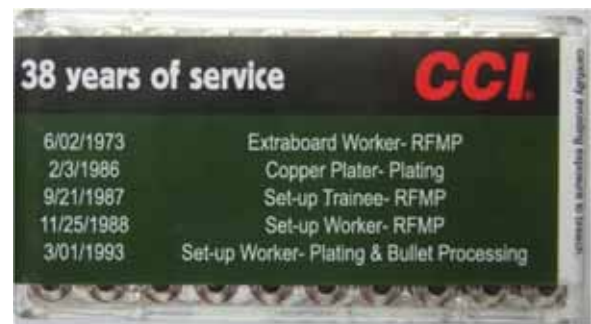 38 years of service
CCI
6/02/1973 Extraboard Worker- RFMP
2/3/1986 Copper Plater- Plating
9/21/1987 Set-up Trainee- RFMP
11/25/1988 Set-up Worker- RFMP
3/01/1993 Set-up Worker- Plating & Bullet Processing